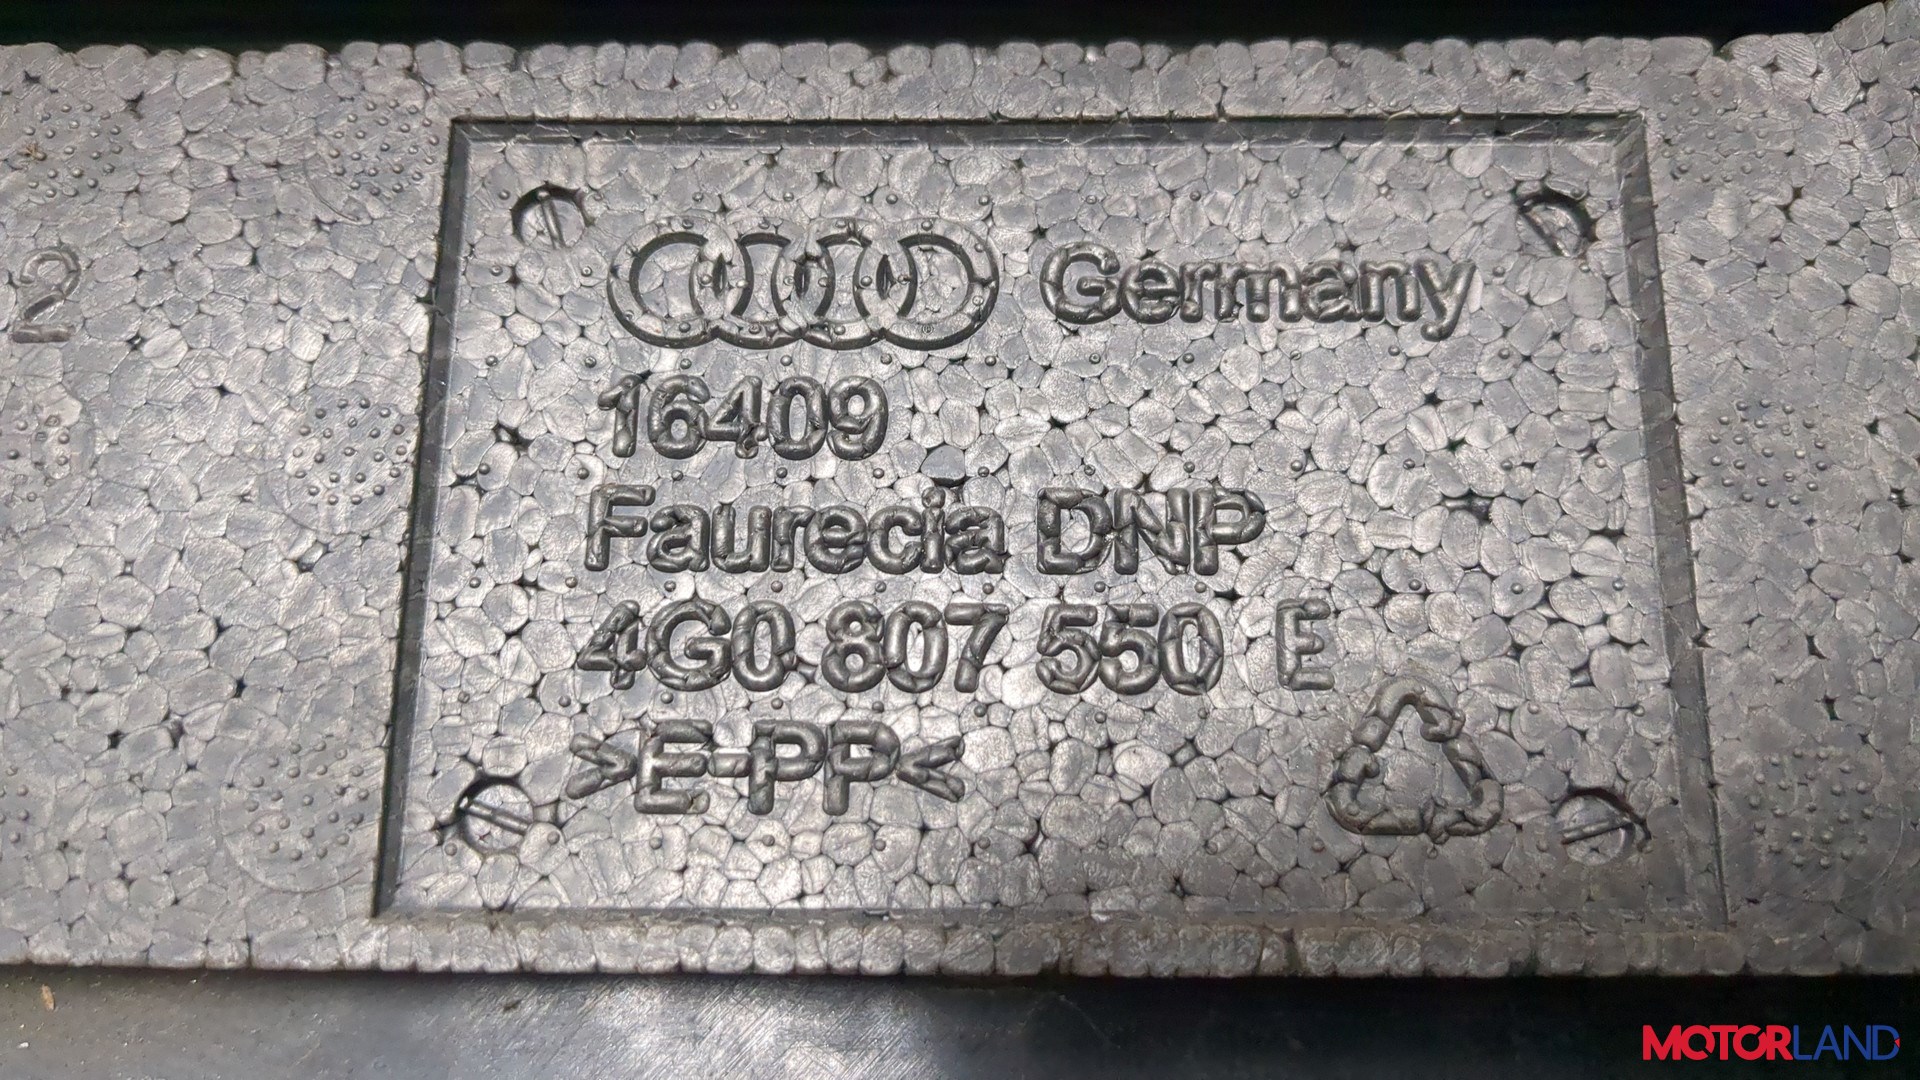 2
Germany
16409
Faurecia DNP
4G0 807 550 E
>E-PP<
MOTORLAND